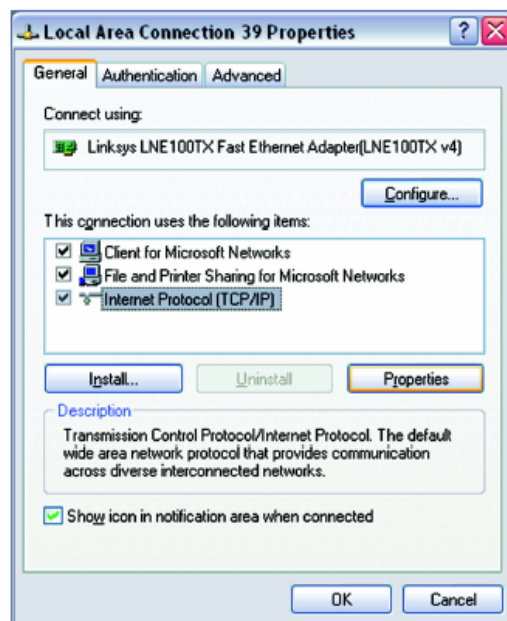 Local Area Connection 39 Properties
General
Authentication
Advanced
Connect using:
Linksys LNE100TX Fast Ethernet Adapter(LNE100TX v4)
Configure...
This connection uses the following items:
Client for Microsoft Networks
File and Printer Sharing for Microsoft Networks
Internet Protocol (TCP/IP)
Install...
Uninstall
Properties
Description
Transmission Control Protocol/Internet Protocol. The default
wide area network protocol that provides communication
across diverse interconnected networks.
Show icon in notification area when connected
OK
Cancel